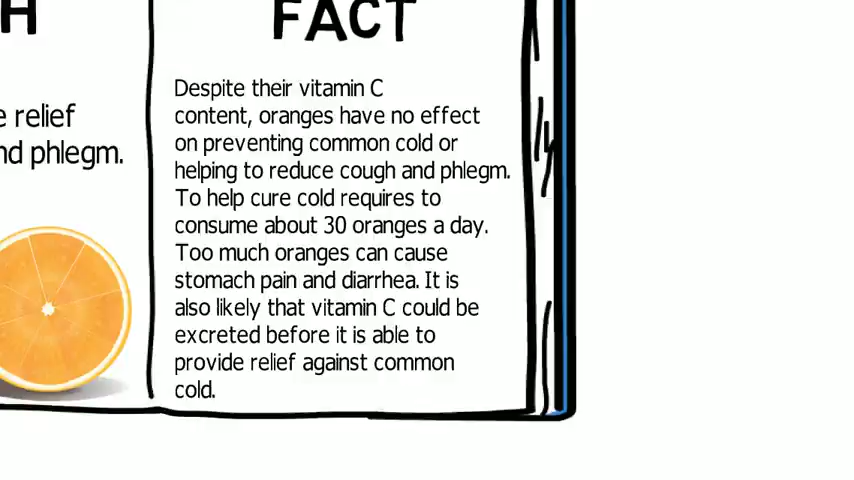 H
e relief
nd phlegm.
FACT
Despite their vitamin C
content, oranges have no effect
on preventing common cold or
helping to reduce cough and phlegm.
To help cure cold requires to
consume about 30 oranges a day.
Too much oranges can cause
stomach pain and diarrhea. It is
also likely that vitamin C could be
excreted before it is able to
provide relief against common
cold.